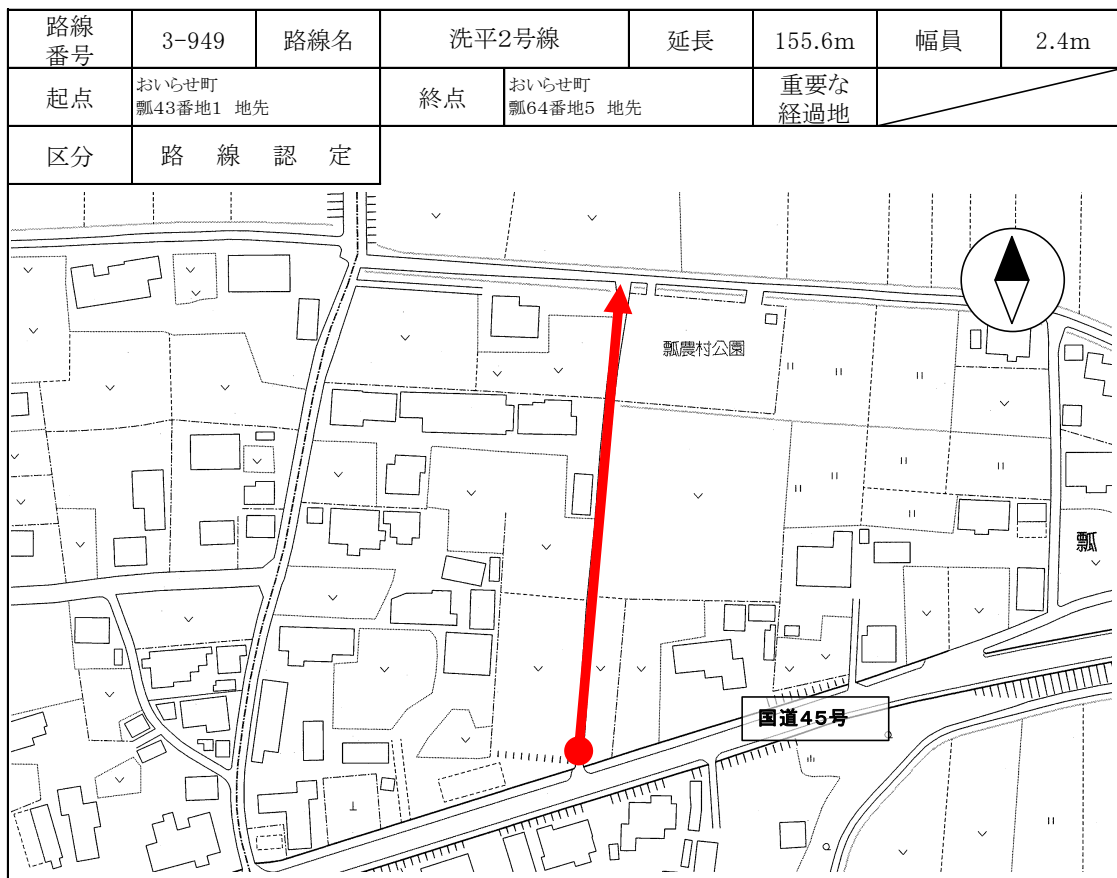 路線
番号
3-949
路線名
洗平2号線
延長
155.6m
幅員
2.4m
起点
おいらせ町
瓢43番地1 地先
終点
おいらせ町
瓢64番地5 地先
重要な
経過地
区分
路 線 認 定
瓢農村公園
瓢
国道45号